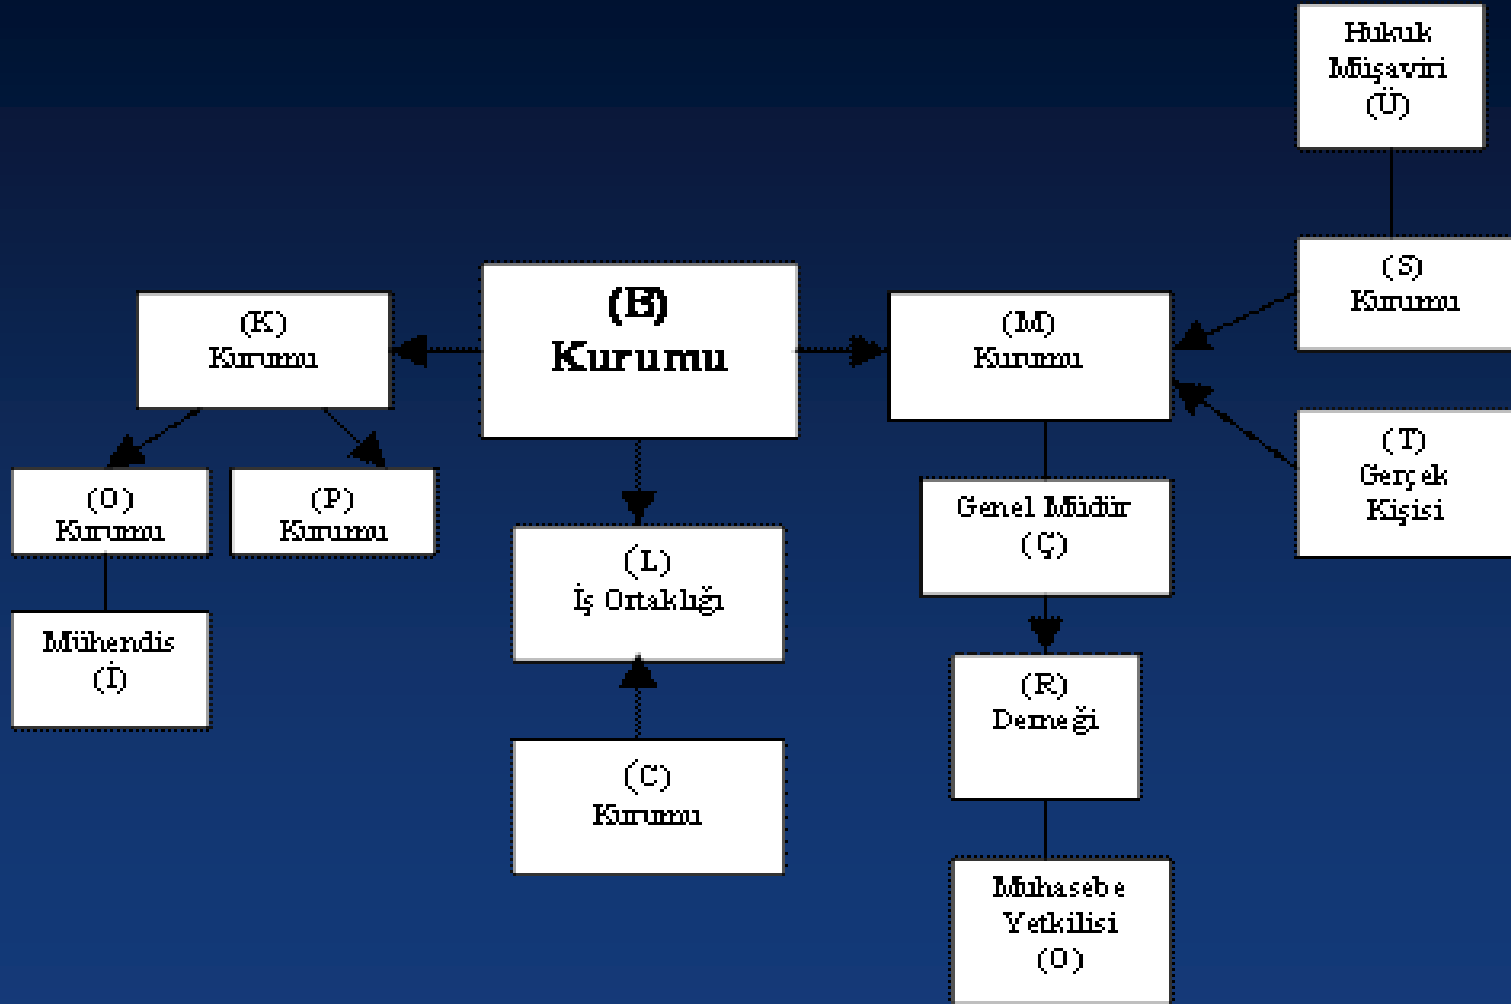 Hukuk
Müşaviri
(Ü)
(S)
Kurumu
(K)
Kurumu
(B)
Kurumu
(M)
Kurumu
(T)
Gerçek
Kişisi
(O)
Kurumu
(P)
Kurumu
(L)
İş Ortaklığı
Genel Müdür
(Ç)
Mühendis
(İ)
(R)
Derneği
(C)
Kurumu
Muhasebe
Yetkilisi
(O)